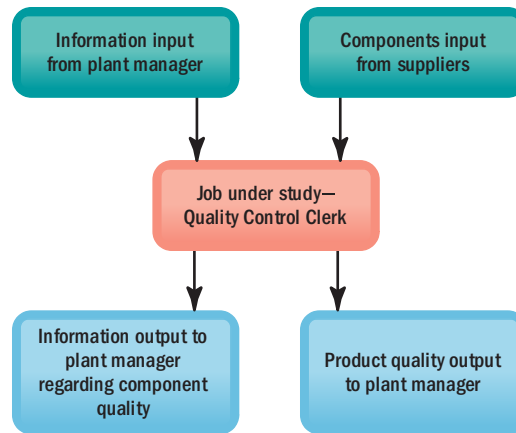 Information input
from plant manager
Components input
from suppliers
Job under study—
Quality Control Clerk
Information output to
plant manager
regarding component
quality
Product quality output
to plant manager